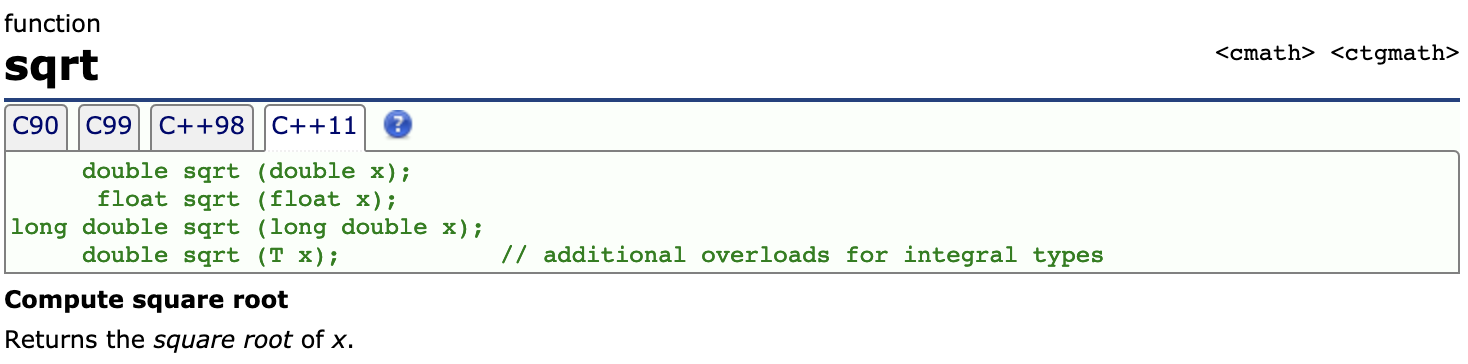 function
sqrt
<cmath> <ctgmath>
C90 C99 C++98 C++11 ?
double sqrt (double x);
float sqrt (float x);
long double sqrt (long double x);
double sqrt (T x);           // additional overloads for integral types
Compute square root
Returns the square root of x.